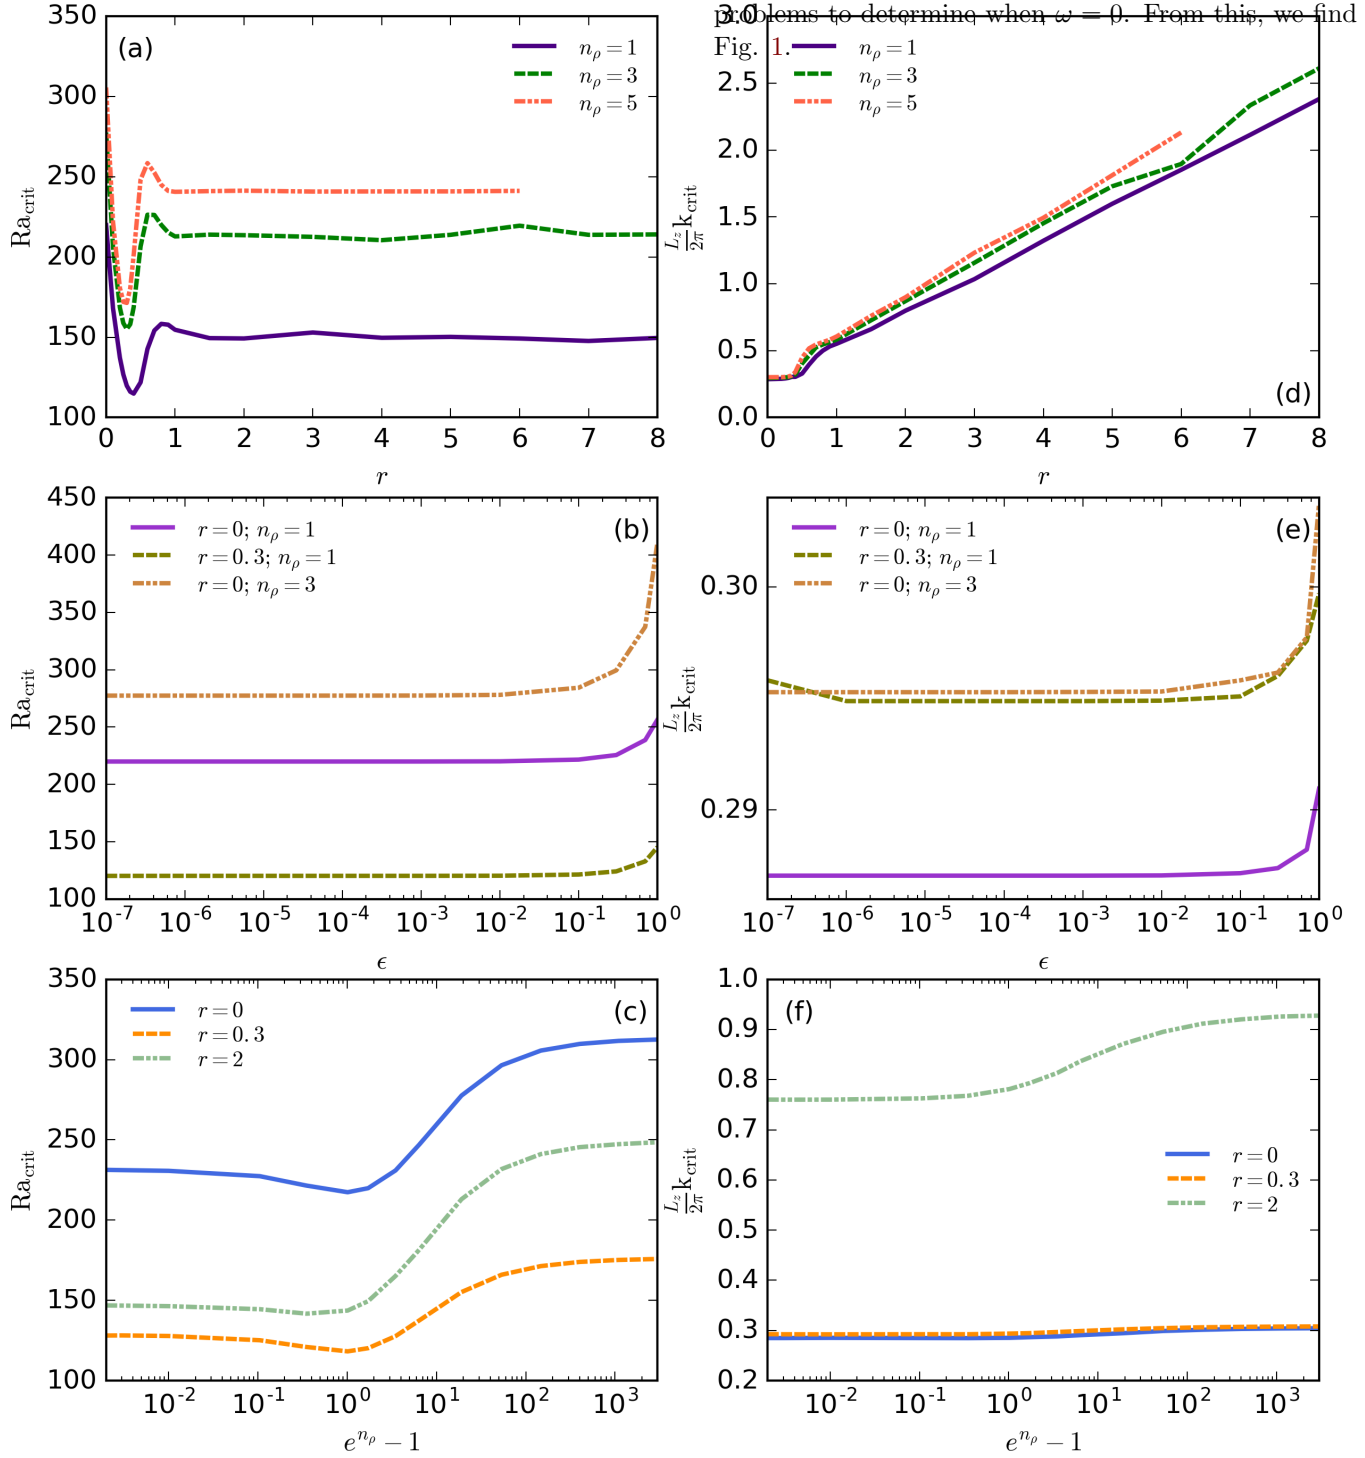 problems to determine when ω = 0. From this, we find
Fig. 1.
(a)
n_ρ = 1
n_ρ = 3
n_ρ = 5
350
300
250
200
150
100
Ra_crit
0 1 2 3 4 5 6 7 8
r
n_ρ = 1
n_ρ = 3
n_ρ = 5
3.0
2.5
2.0
1.5
1.0
0.5
0.0
L_z/2π k_crit
(d)
0 1 2 3 4 5 6 7 8
r
r = 0; n_ρ = 1
r = 0.3; n_ρ = 1
r = 0; n_ρ = 3
(b)
450
400
350
300
250
200
150
100
Ra_crit
10^-7 10^-6 10^-5 10^-4 10^-3 10^-2 10^-1 10^0
ϵ
r = 0; n_ρ = 1
r = 0.3; n_ρ = 1
r = 0; n_ρ = 3
(e)
0.30
0.29
L_z/2π k_crit
10^-7 10^-6 10^-5 10^-4 10^-3 10^-2 10^-1 10^0
ϵ
r = 0
r = 0.3
r = 2
(c)
350
300
250
200
150
100
Ra_crit
10^-2 10^-1 10^0 10^1 10^2 10^3
e^{n_ρ} − 1
(f)
1.0
0.9
0.8
0.7
0.6
0.5
0.4
0.3
0.2
L_z/2π k_crit
r = 0
r = 0.3
r = 2
10^-2 10^-1 10^0 10^1 10^2 10^3
e^{n_ρ} − 1